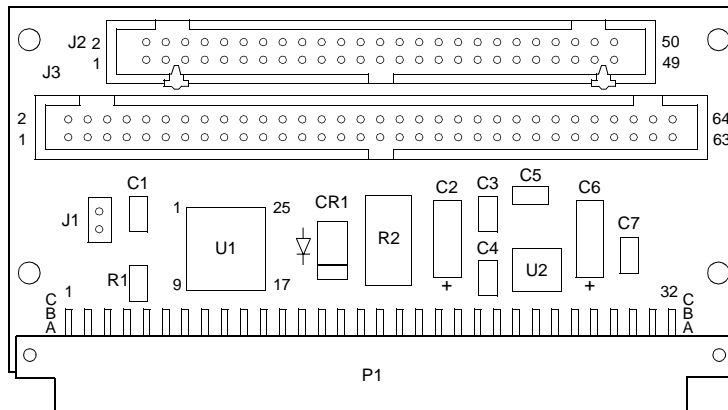 J2 2 50
1 49
J3
2 64
1 63
C1 C2 C3 C5 C6
J1 1 25 CR1 R2 C7
U1
C4 U2
R1 9 17
+ +
C 1 32 C
B B
A A
P1